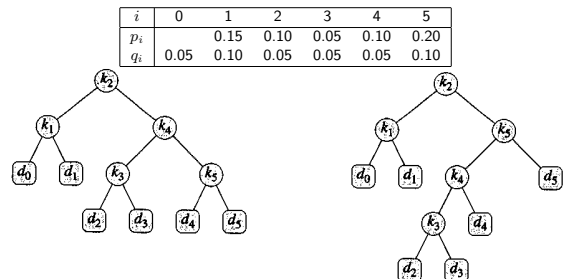 i 0 1 2 3 4 5
pᵢ 0.15 0.10 0.05 0.10 0.20
qᵢ 0.05 0.10 0.05 0.05 0.05 0.10
k₂ k₂
k₁ k₄ k₁ k₅
d₀ d₁ k₃ k₅ d₀ d₁ k₄ d₅
d₂ d₃ d₄ d₅ k₃ d₄
d₂ d₃